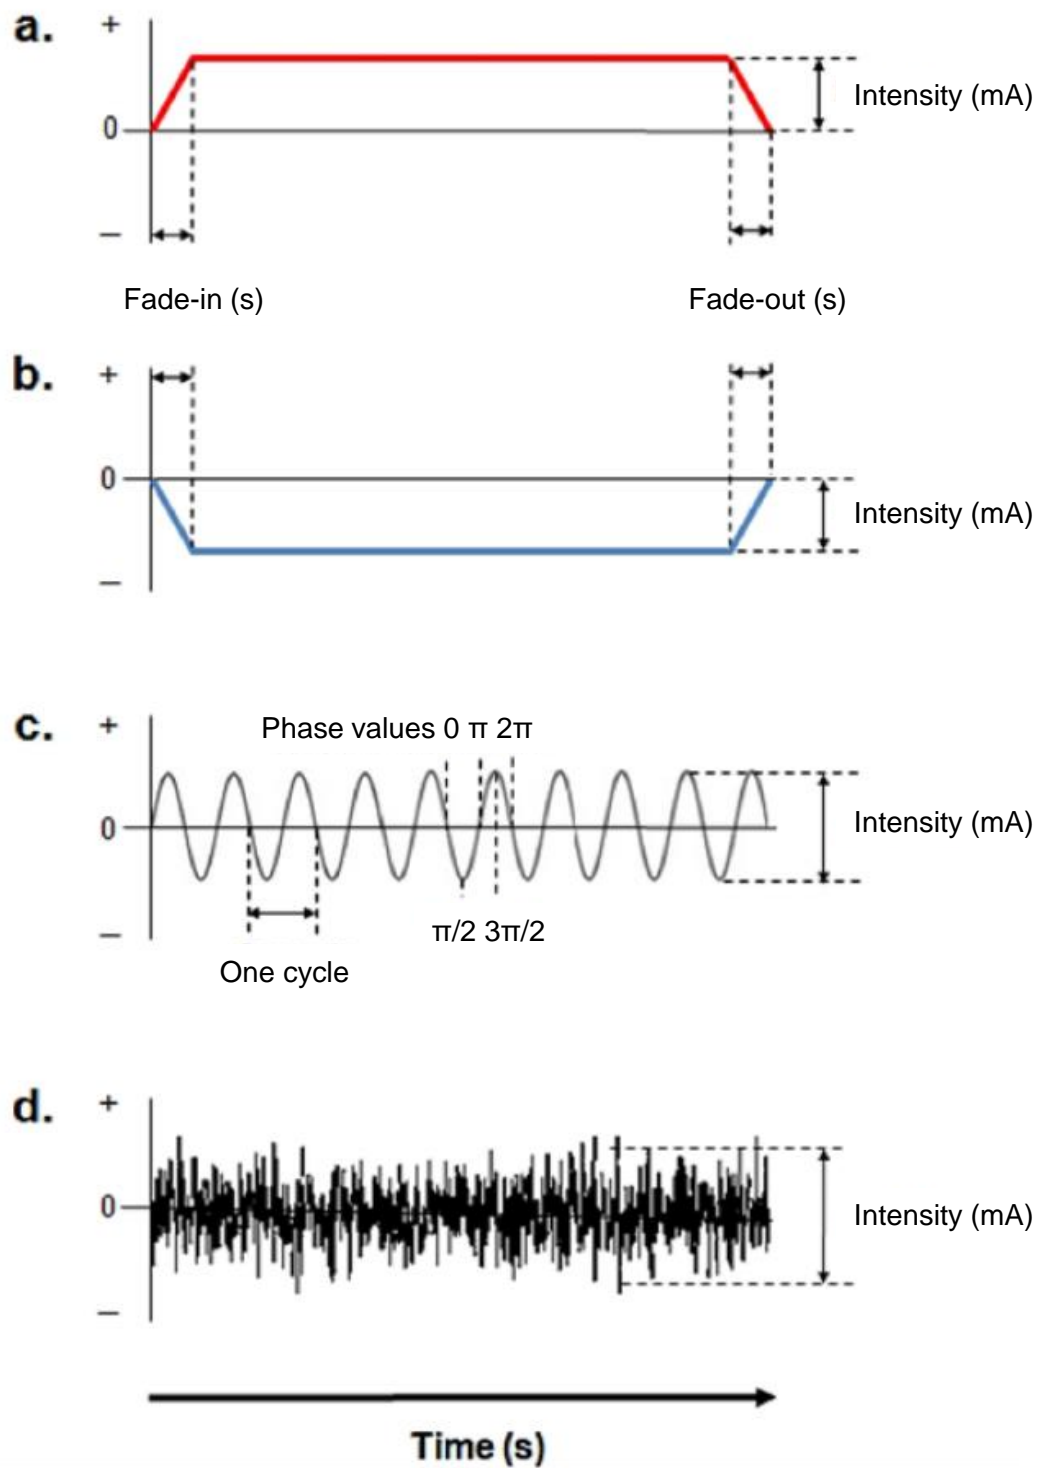 a.
+
Intensity (mA)
0
–
Fade-in (s)
Fade-out (s)
b.
+
0
Intensity (mA)
–
c.
+
Phase values 0 π 2π
0
Intensity (mA)
–
π/2 3π/2
One cycle
d.
+
0
Intensity (mA)
–
Time (s)